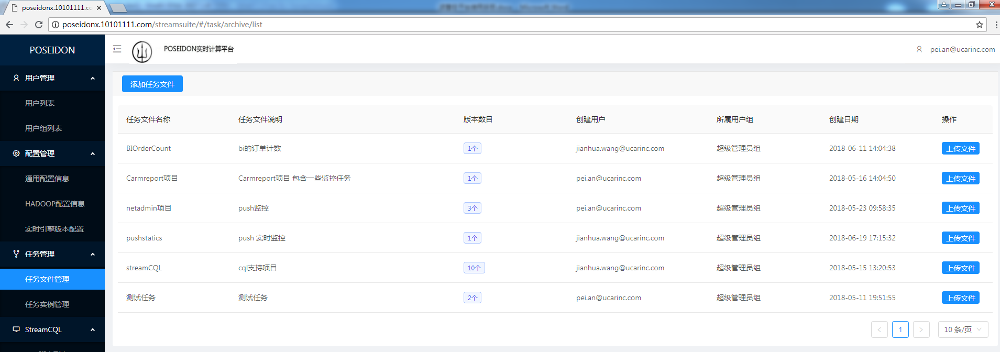 poseidonx.10101111.cc
poseidonx.10101111.com/streamsuite/#/task/archive/list
POSEIDON
POSEIDON实时计算平台
pei.an@ucarinc.com
用户管理
用户列表
用户组列表
配置管理
通用配置信息
HADOOP配置信息
实时引擎版本配置
任务管理
任务文件管理
任务实例管理
StreamCQL
添加任务文件
任务文件名称 任务文件说明 版本数目 创建用户 所属用户组 创建日期 操作
BIOrderCount bi的订单计数 1个 jianhua.wang@ucarinc.com 超级管理员组 2018-06-11 14:04:38 上传文件
Carmreport项目 Carmreport项目 包含一些监控任务 1个 pei.an@ucarinc.com 超级管理员组 2018-05-16 14:04:50 上传文件
netadmin项目 push监控 3个 pei.an@ucarinc.com 超级管理员组 2018-05-23 09:58:35 上传文件
pushstatics push 实时监控 1个 jianhua.wang@ucarinc.com 超级管理员组 2018-06-19 17:15:32 上传文件
streamCQL cql支持项目 10个 jianhua.wang@ucarinc.com 超级管理员组 2018-05-15 13:20:53 上传文件
测试任务 测试任务 2个 pei.an@ucarinc.com 超级管理员组 2018-05-11 19:51:55 上传文件
< 1 > 10 条/页